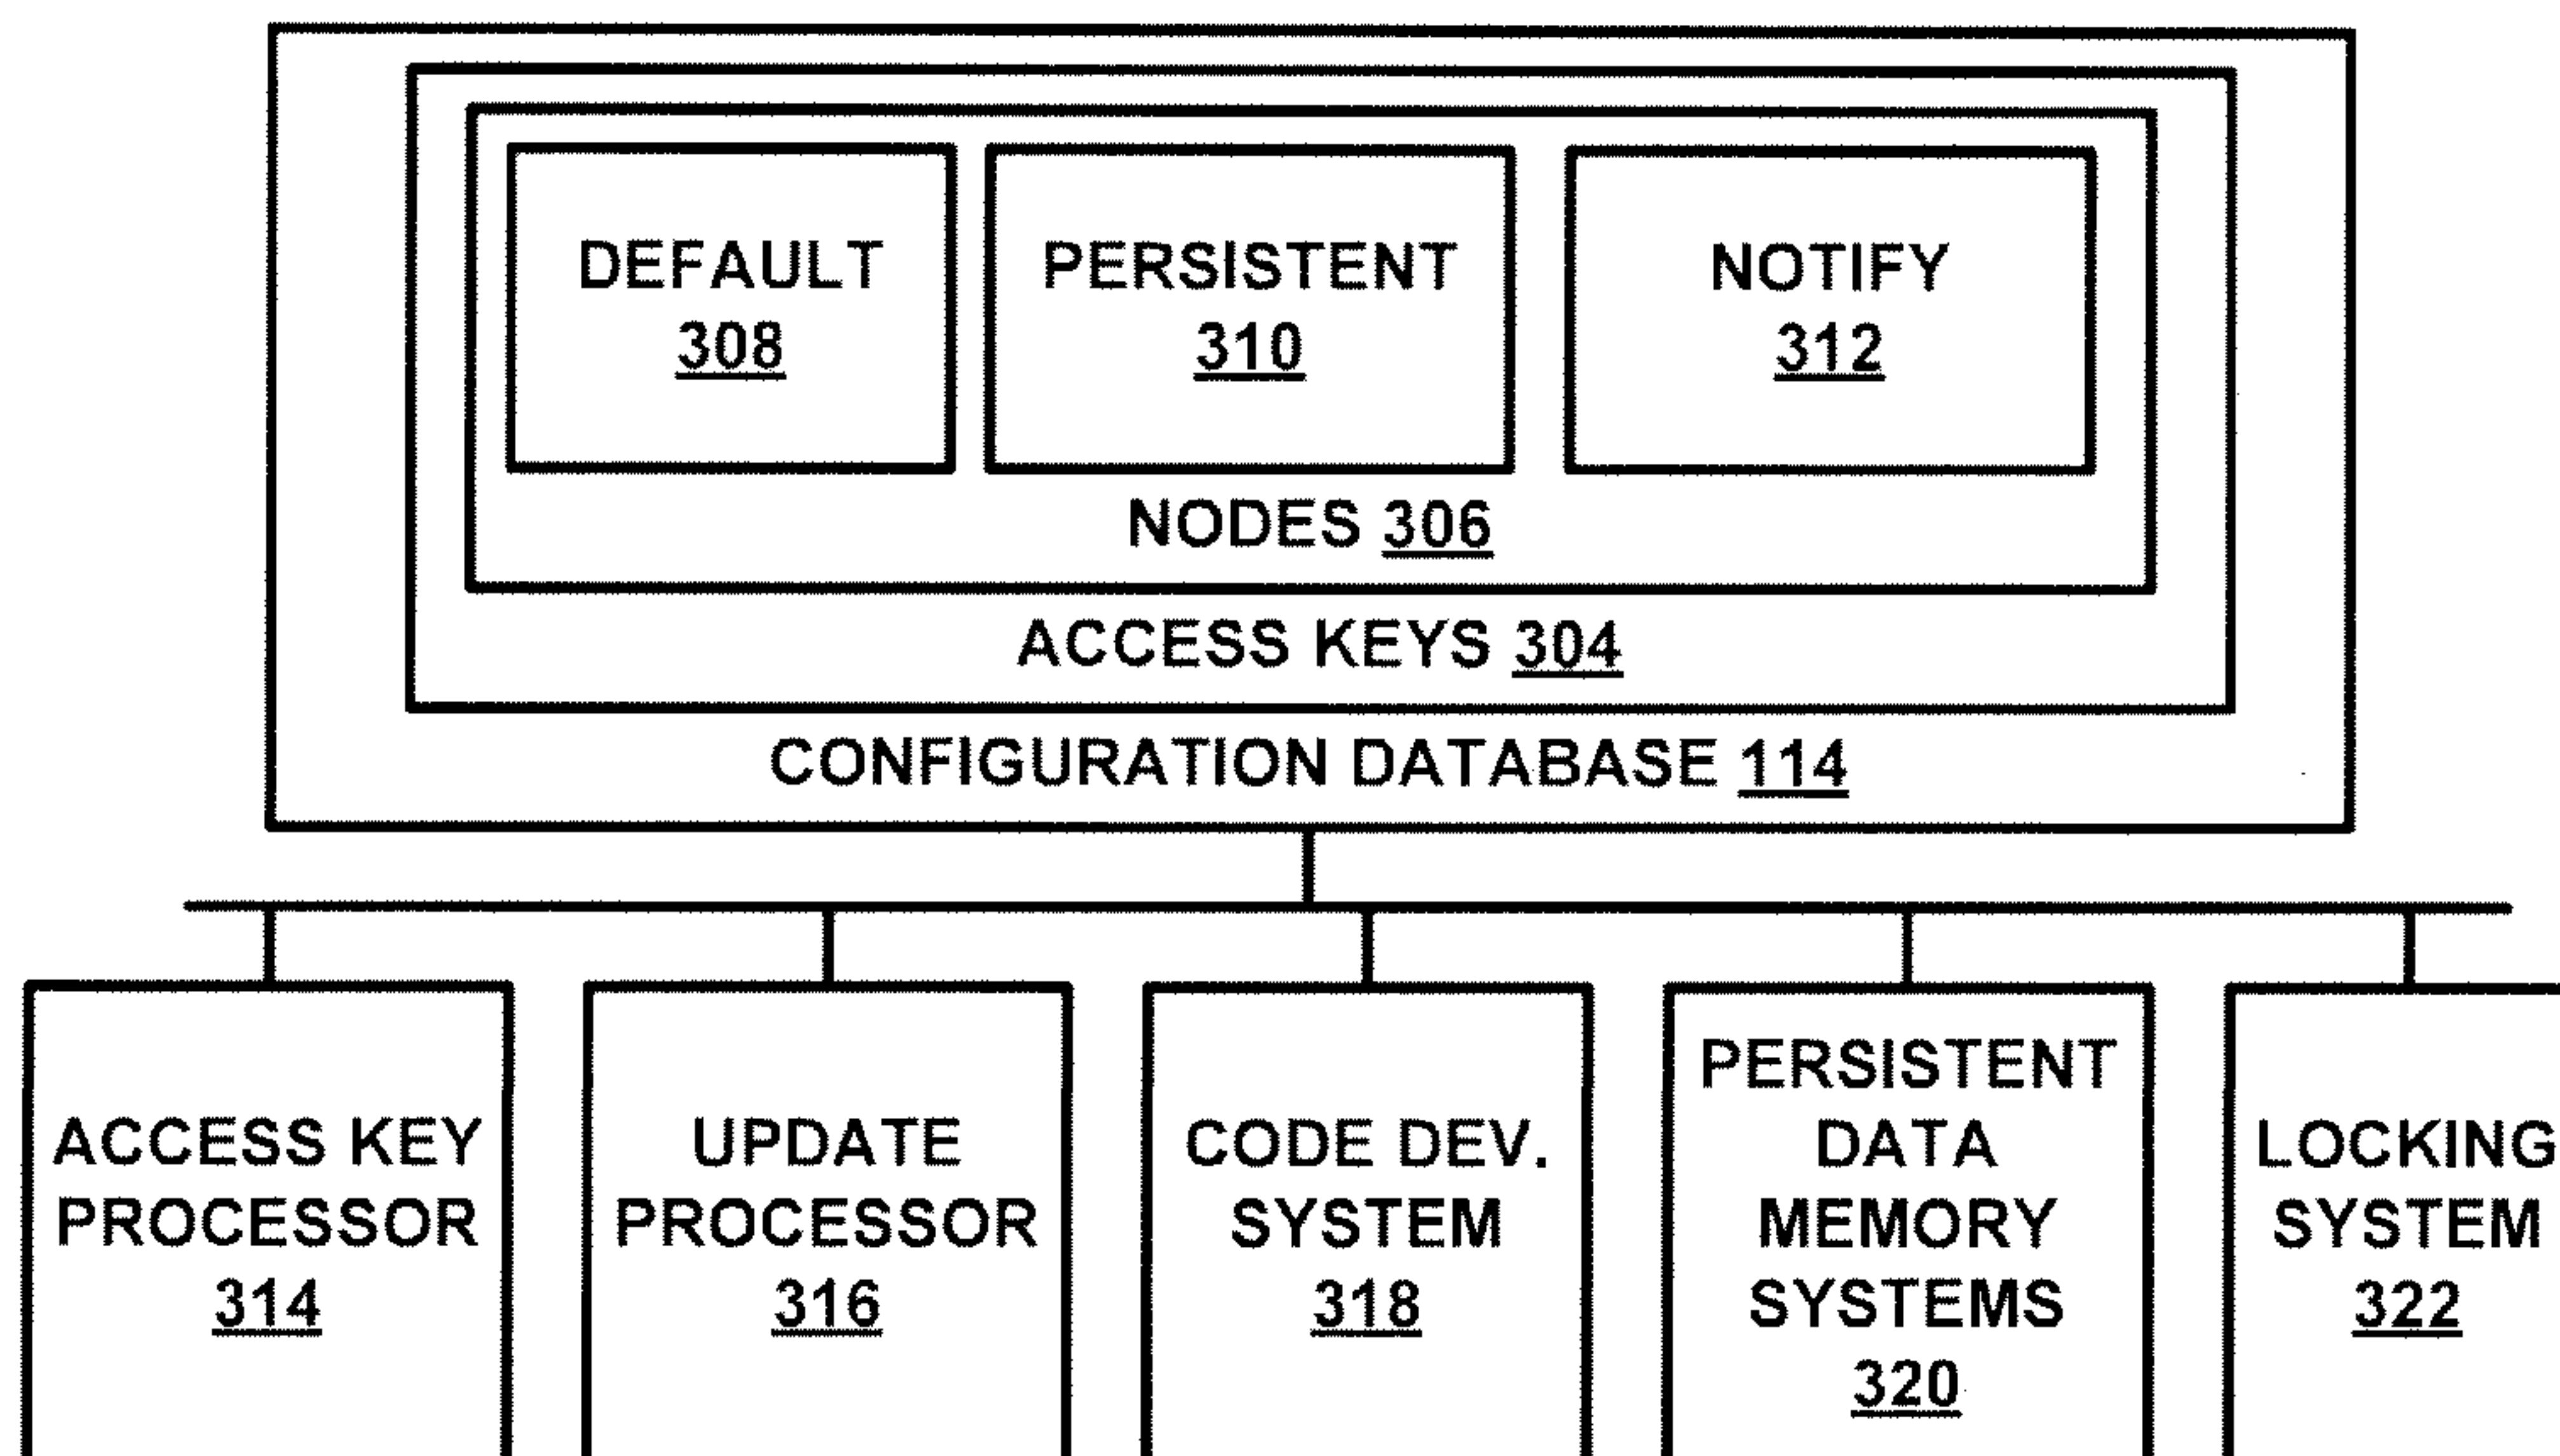 DEFAULT
308
PERSISTENT
310
NOTIFY
312
NODES 306
ACCESS KEYS 304
CONFIGURATION DATABASE 114
ACCESS KEY
PROCESSOR
314
UPDATE
PROCESSOR
316
CODE DEV.
SYSTEM
318
PERSISTENT
DATA
MEMORY
SYSTEMS
320
LOCKING
SYSTEM
322